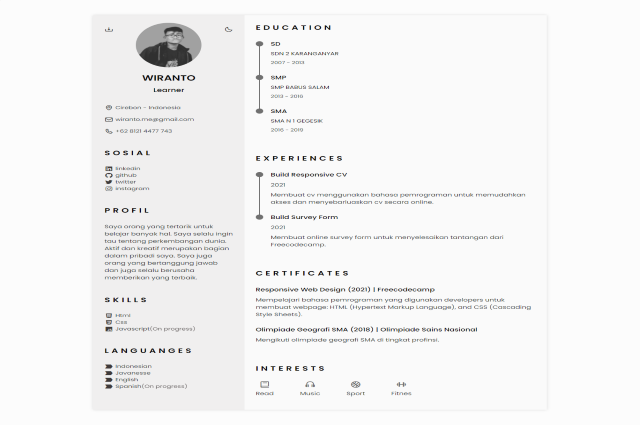 WIRANTO
Learner
Cirebon - Indonesia
wiranto.me@gmail.com
+62 8121 4477 743
SOSIAL
linkedin
github
twitter
instagram
PROFIL
Saya orang yang tertarik untuk
belajar banyak hal. Saya selalu ingin
tau tentang perkembangan dunia.
Aktif dan kreatif merupakan bagian
dalam pribadi saya. Saya juga
orang yang bertanggung jawab
dan juga selalu berusaha
memberikan yang terbaik.
SKILLS
Html
Css
Javascript(On progress)
LANGUANGES
Indonesian
Javanesse
English
Spanish(On progress)
EDUCATION
SD
SDN 2 KARANGANYAR
2007 - 2013
SMP
SMP BABUS SALAM
2013 - 2016
SMA
SMA N 1 GEGESIK
2016 - 2019
EXPERIENCES
Build Responsive CV
2021
Membuat cv menggunakan bahasa pemrograman untuk memudahkan
akses dan menyebarluaskan cv secara online.
Build Survey Form
2021
Membuat online survey form untuk menyelesaikan tantangan dari
Freecodecamp.
CERTIFICATES
Responsive Web Design (2021) | Freecodecamp
Mempelajari bahasa pemrograman yang digunakan developers untuk
membuat webpage: HTML (Hypertext Markup Language), and CSS (Cascading
Style Sheets).
Olimpiade Geografi SMA (2018) | Olimpiade Sains Nasional
Mengikuti olimpiade geografi SMA di tingkat profinsi.
INTERESTS
Read
Music
Sport
Fitnes